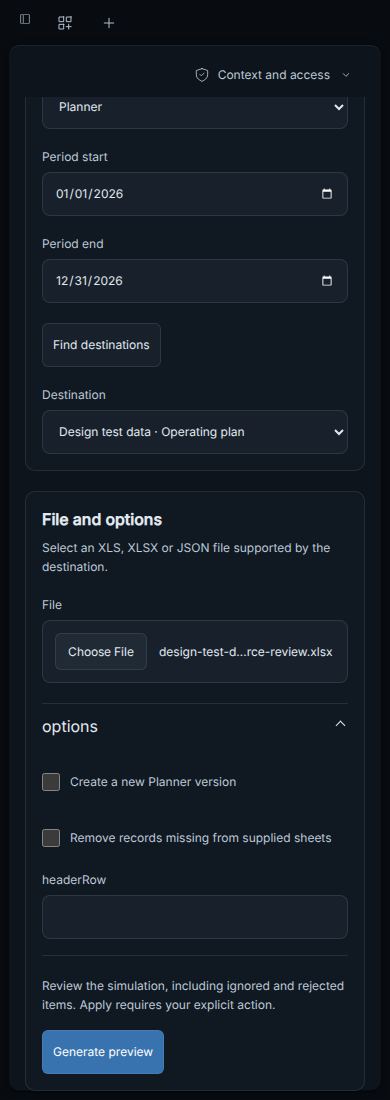 Context and access
Planner
Period start
01/01/2026
Period end
12/31/2026
Find destinations
Destination
Design test data · Operating plan
File and options
Select an XLS, XLSX or JSON file supported by the
destination.
File
Choose File design-test-d...rce-review.xlsx
options
Create a new Planner version
Remove records missing from supplied sheets
headerRow
Review the simulation, including ignored and rejected
items. Apply requires your explicit action.
Generate preview